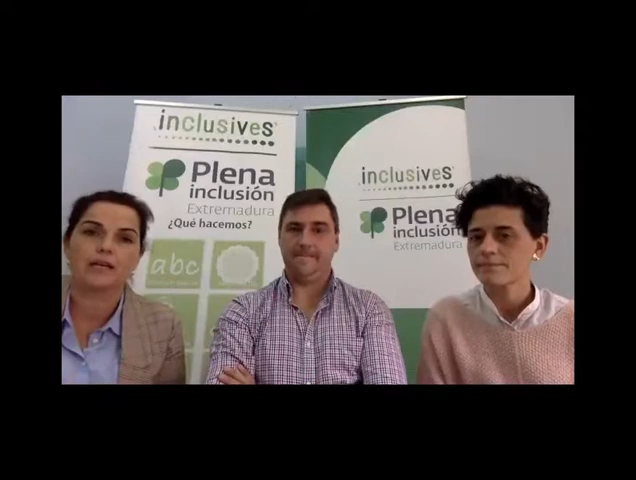 inclusives
Plena
inclusión
Extremadura
¿Qué hacemos?
abc
inclusives
Plena
inclusión
Extremadura